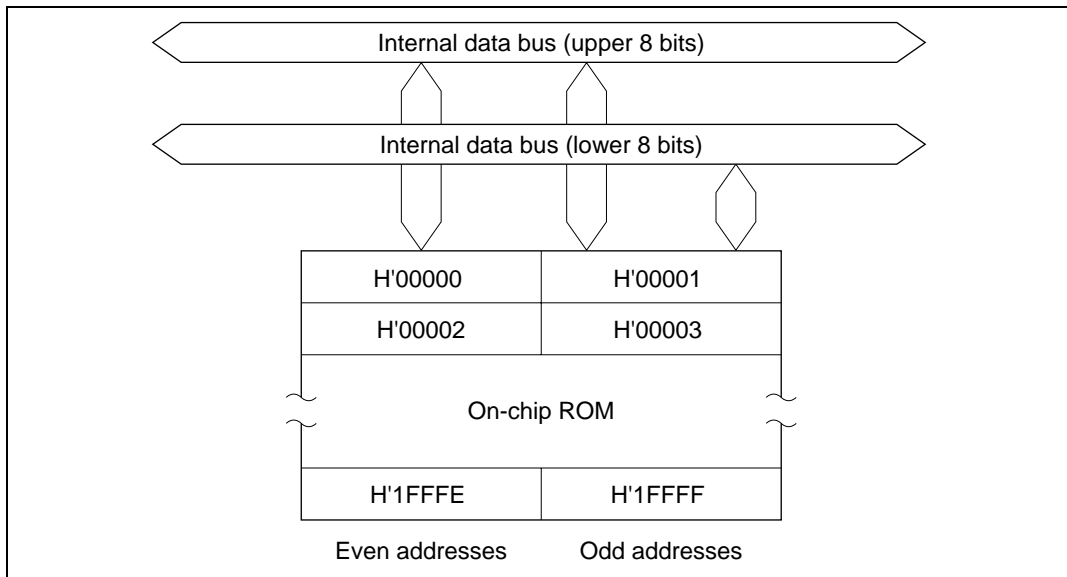 Internal data bus (upper 8 bits)
Internal data bus (lower 8 bits)
H'00000 H'00001
H'00002 H'00003
On-chip ROM
H'1FFFE H'1FFFF
Even addresses Odd addresses